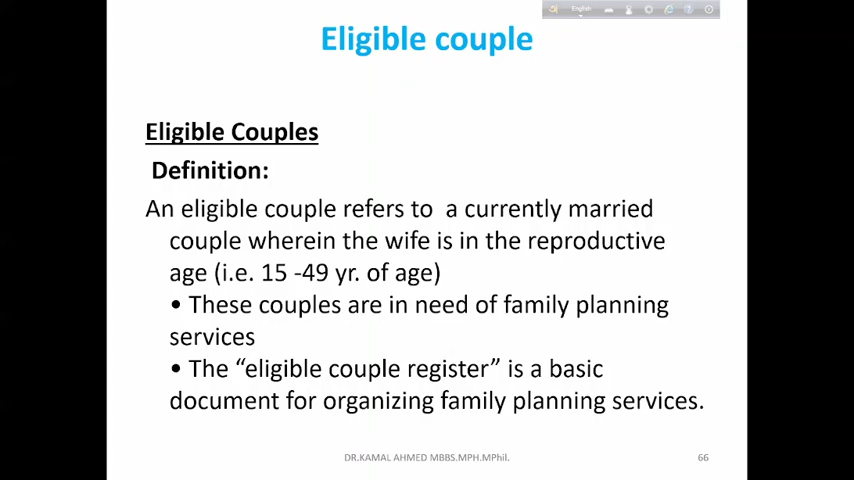 English
Eligible couple
Eligible Couples
Definition:
An eligible couple refers to a currently married
couple wherein the wife is in the reproductive
age (i.e. 15 -49 yr. of age)
• These couples are in need of family planning
services
• The “eligible couple register” is a basic
document for organizing family planning services.
DR.KAMAL AHMED MBBS.MPH.MPhil.
66